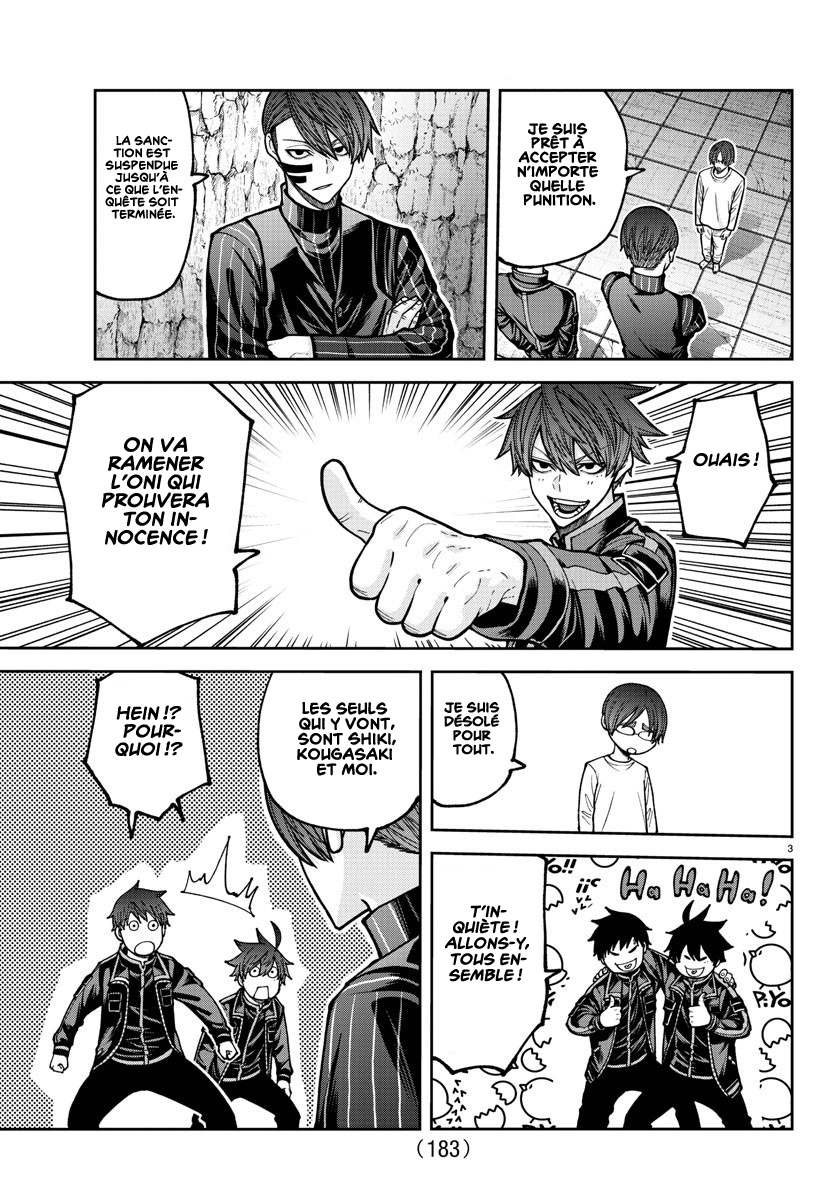 JE SUIS
PRÊT À
ACCEPTER
N'IMPORTE
QUELLE
PUNITION.
LA SANC-
TION EST
SUSPENDUE
JUSQU'À
CE QUE L'EN-
QUÊTE SOIT
TERMINÉE.
OUAIS !
ON VA
RAMENER
L'ONI QUI
PROUVERA
TON IN-
NOCENCE !
JE SUIS
DÉSOLÉ
POUR
TOUT.
3
Ha Ha Ha!
T'IN-
QUIÈTE !
ALLONS-Y,
TOUS EN-
SEMBLE !
PiYo
LES SEULS
QUI Y VONT,
SONT SHIKI,
KOUGASAKI
ET MOI.
HEIN !?
POUR-
QUOI !?
(183)